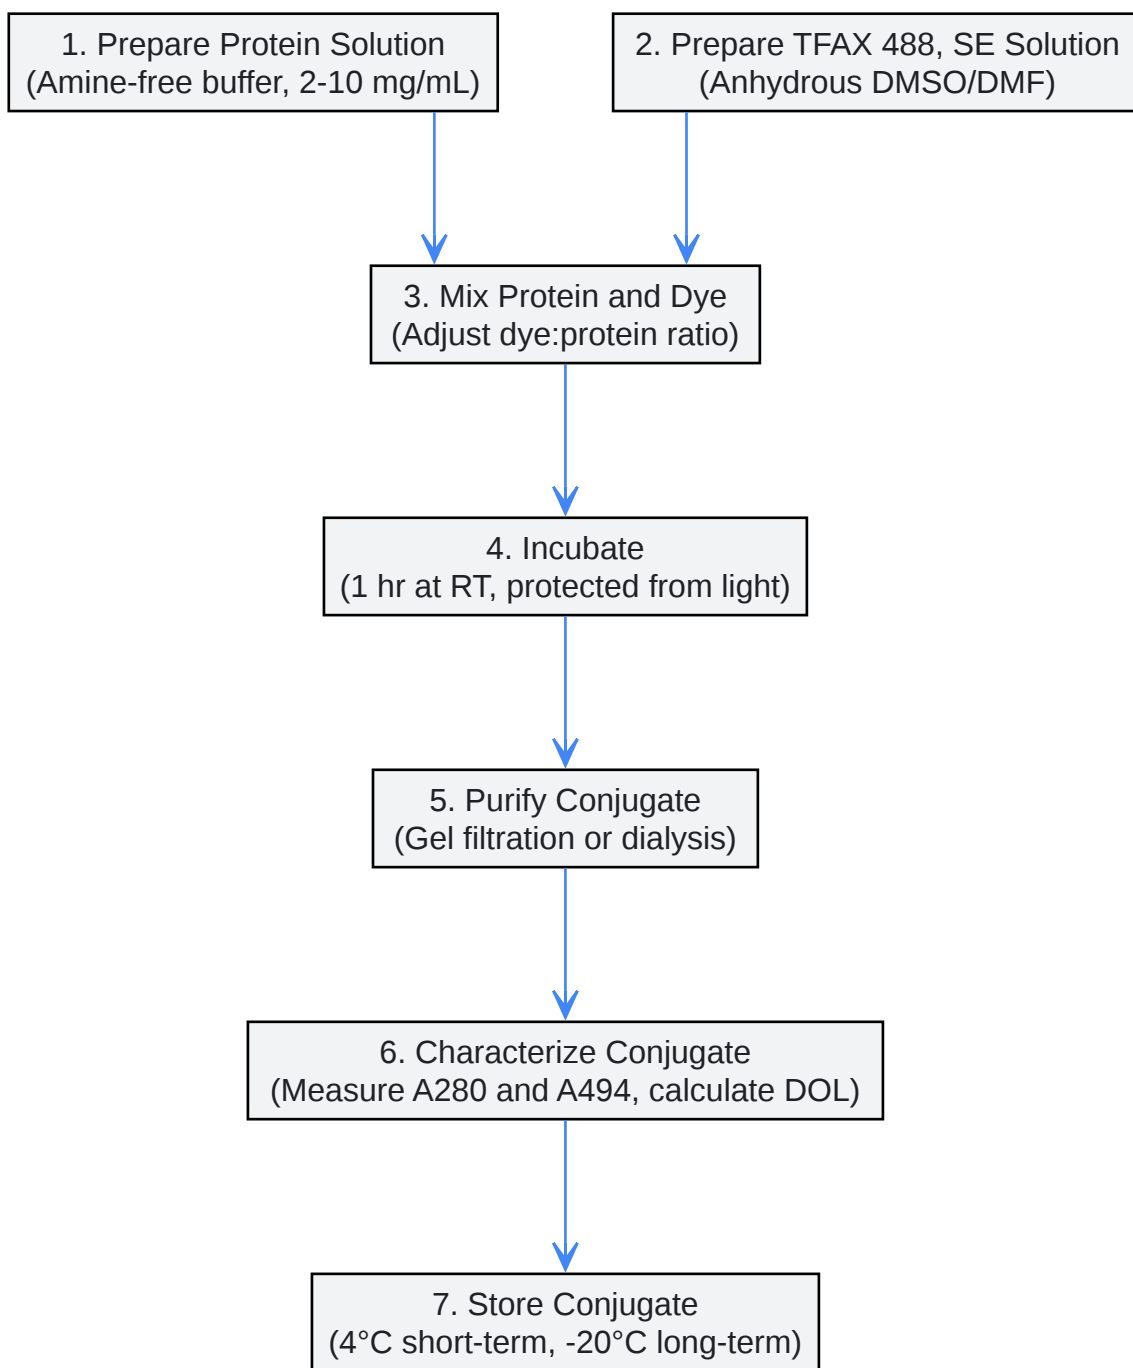 1. Prepare Protein Solution
(Amine-free buffer, 2-10 mg/mL)
2. Prepare TFAX 488, SE Solution
(Anhydrous DMSO/DMF)
3. Mix Protein and Dye
(Adjust dye:protein ratio)
4. Incubate
(1 hr at RT, protected from light)
5. Purify Conjugate
(Gel filtration or dialysis)
6. Characterize Conjugate
(Measure A280 and A494, calculate DOL)
7. Store Conjugate
(4°C short-term, -20°C long-term)